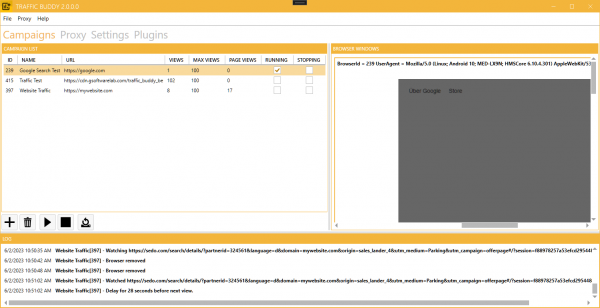 TRAFFIC BUDDY 2.0.0.0
File Proxy Help
Campaigns Proxy Settings Plugins
CAMPAIGN LIST
ID NAME URL VIEWS MAX VIEWS PAGE VIEWS RUNNING STOPPING
239 Google Search Test https://google.com 1 100 0
415 Traffic Test https://cdn.gsoftwarelab.com/traffic_buddy_be 102 100 0
397 Website Traffic https://mywebsite.com 8 100 17
BROWSER WINDOWS
BrowserId = 239 UserAgent = Mozilla/5.0 (Linux; Android 10; MED-LX9N; HMSCore 6.10.4.301) AppleWebKit/53
Über Google Store
LOG
6/2/2023 10:50:35 AM Website Traffic[397] - Watching https://sedo.com/search/details/?partnerid=324561&language=d&domain=mywebsite.com&origin=sales_lander_4&utm_medium=Parking&utm_campaign=offerpage
6/2/2023 10:50:42 AM Website Traffic[397] - Browser removed
6/2/2023 10:50:48 AM Website Traffic[397] - Browser removed
6/2/2023 10:51:02 AM Website Traffic[397] - Watched https://sedo.com/search/details/?partnerid=324561&language=d&domain=mywebsite.com&origin=sales_lander_4&utm_medium=Parking&utm_campaign=offerpage
6/2/2023 10:51:02 AM Website Traffic[397] - Delay for 28 seconds before next view.